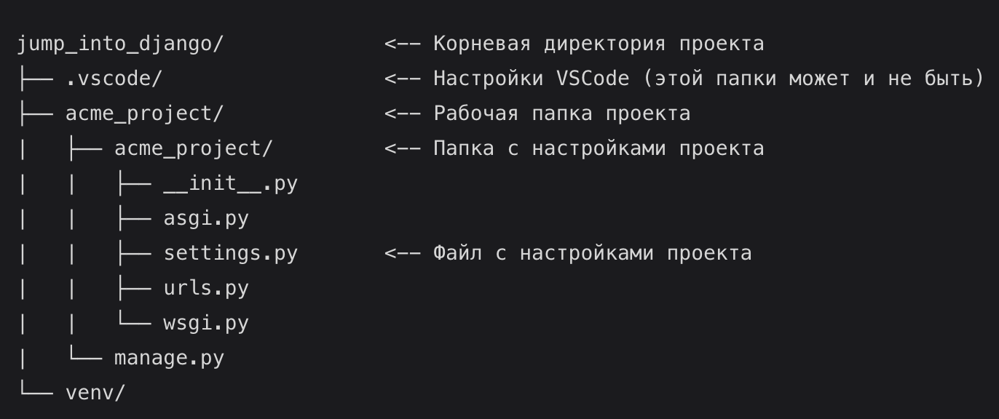 jump_into_django/             <-- Корневая директория проекта
├── .vscode/                  <-- Настройки VSCode (этой папки может и не быть)
├── acme_project/             <-- Рабочая папка проекта
|   ├── acme_project/         <-- Папка с настройками проекта
|   |   ├── __init__.py
|   |   ├── asgi.py
|   |   ├── settings.py       <-- Файл с настройками проекта
|   |   ├── urls.py
|   |   └── wsgi.py
|   └── manage.py
└── venv/